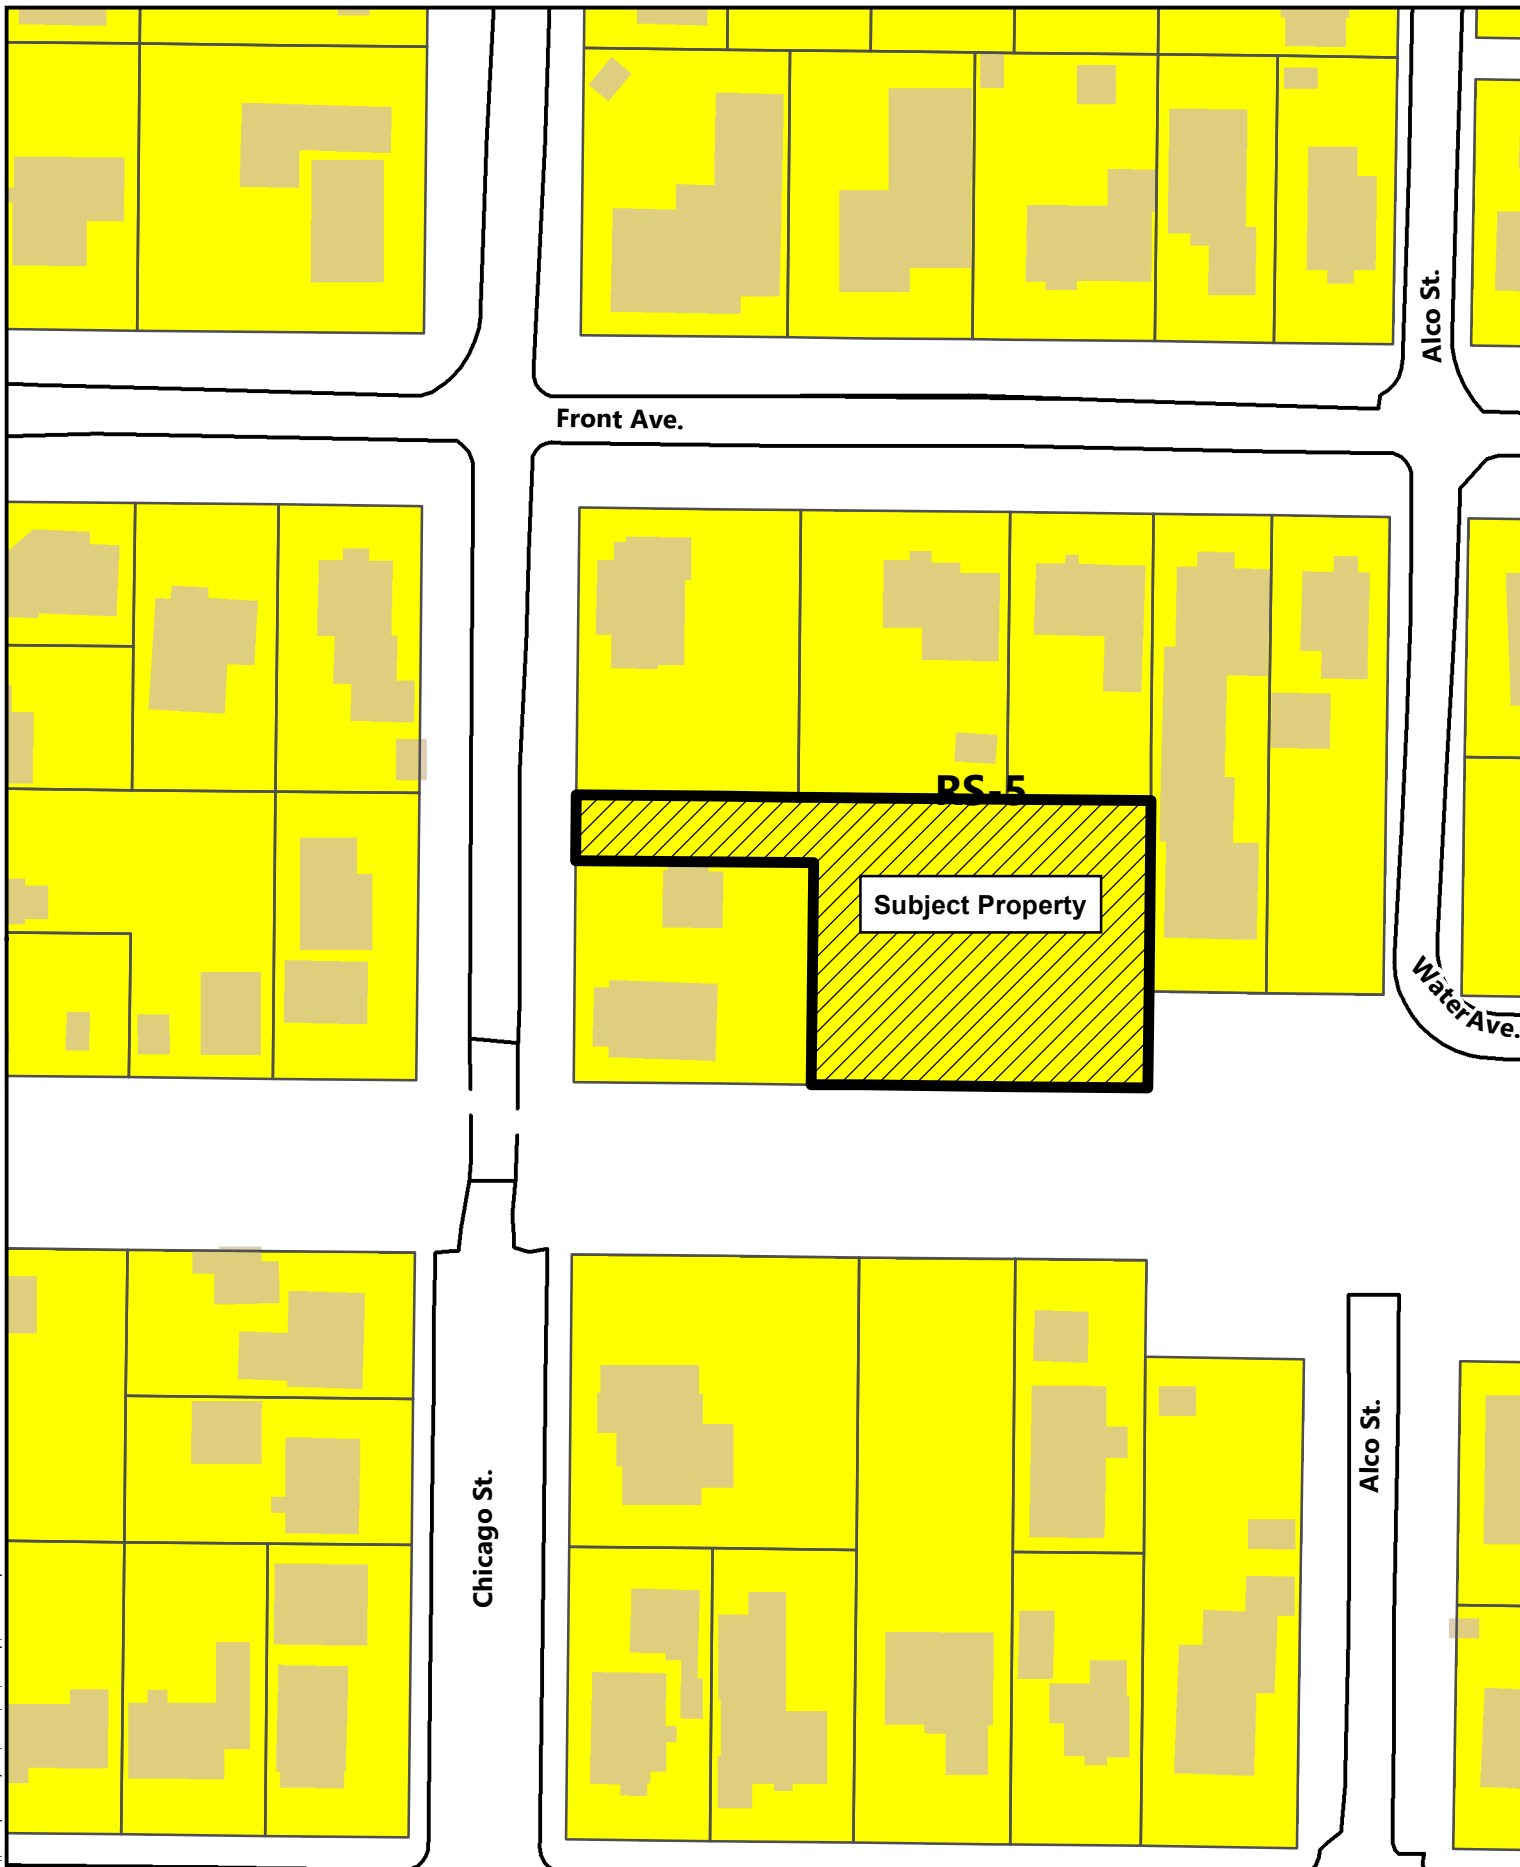 Alco St.
Front Ave.
RS-5
Subject Property
Water Ave.
Alco St.
Chicago St.